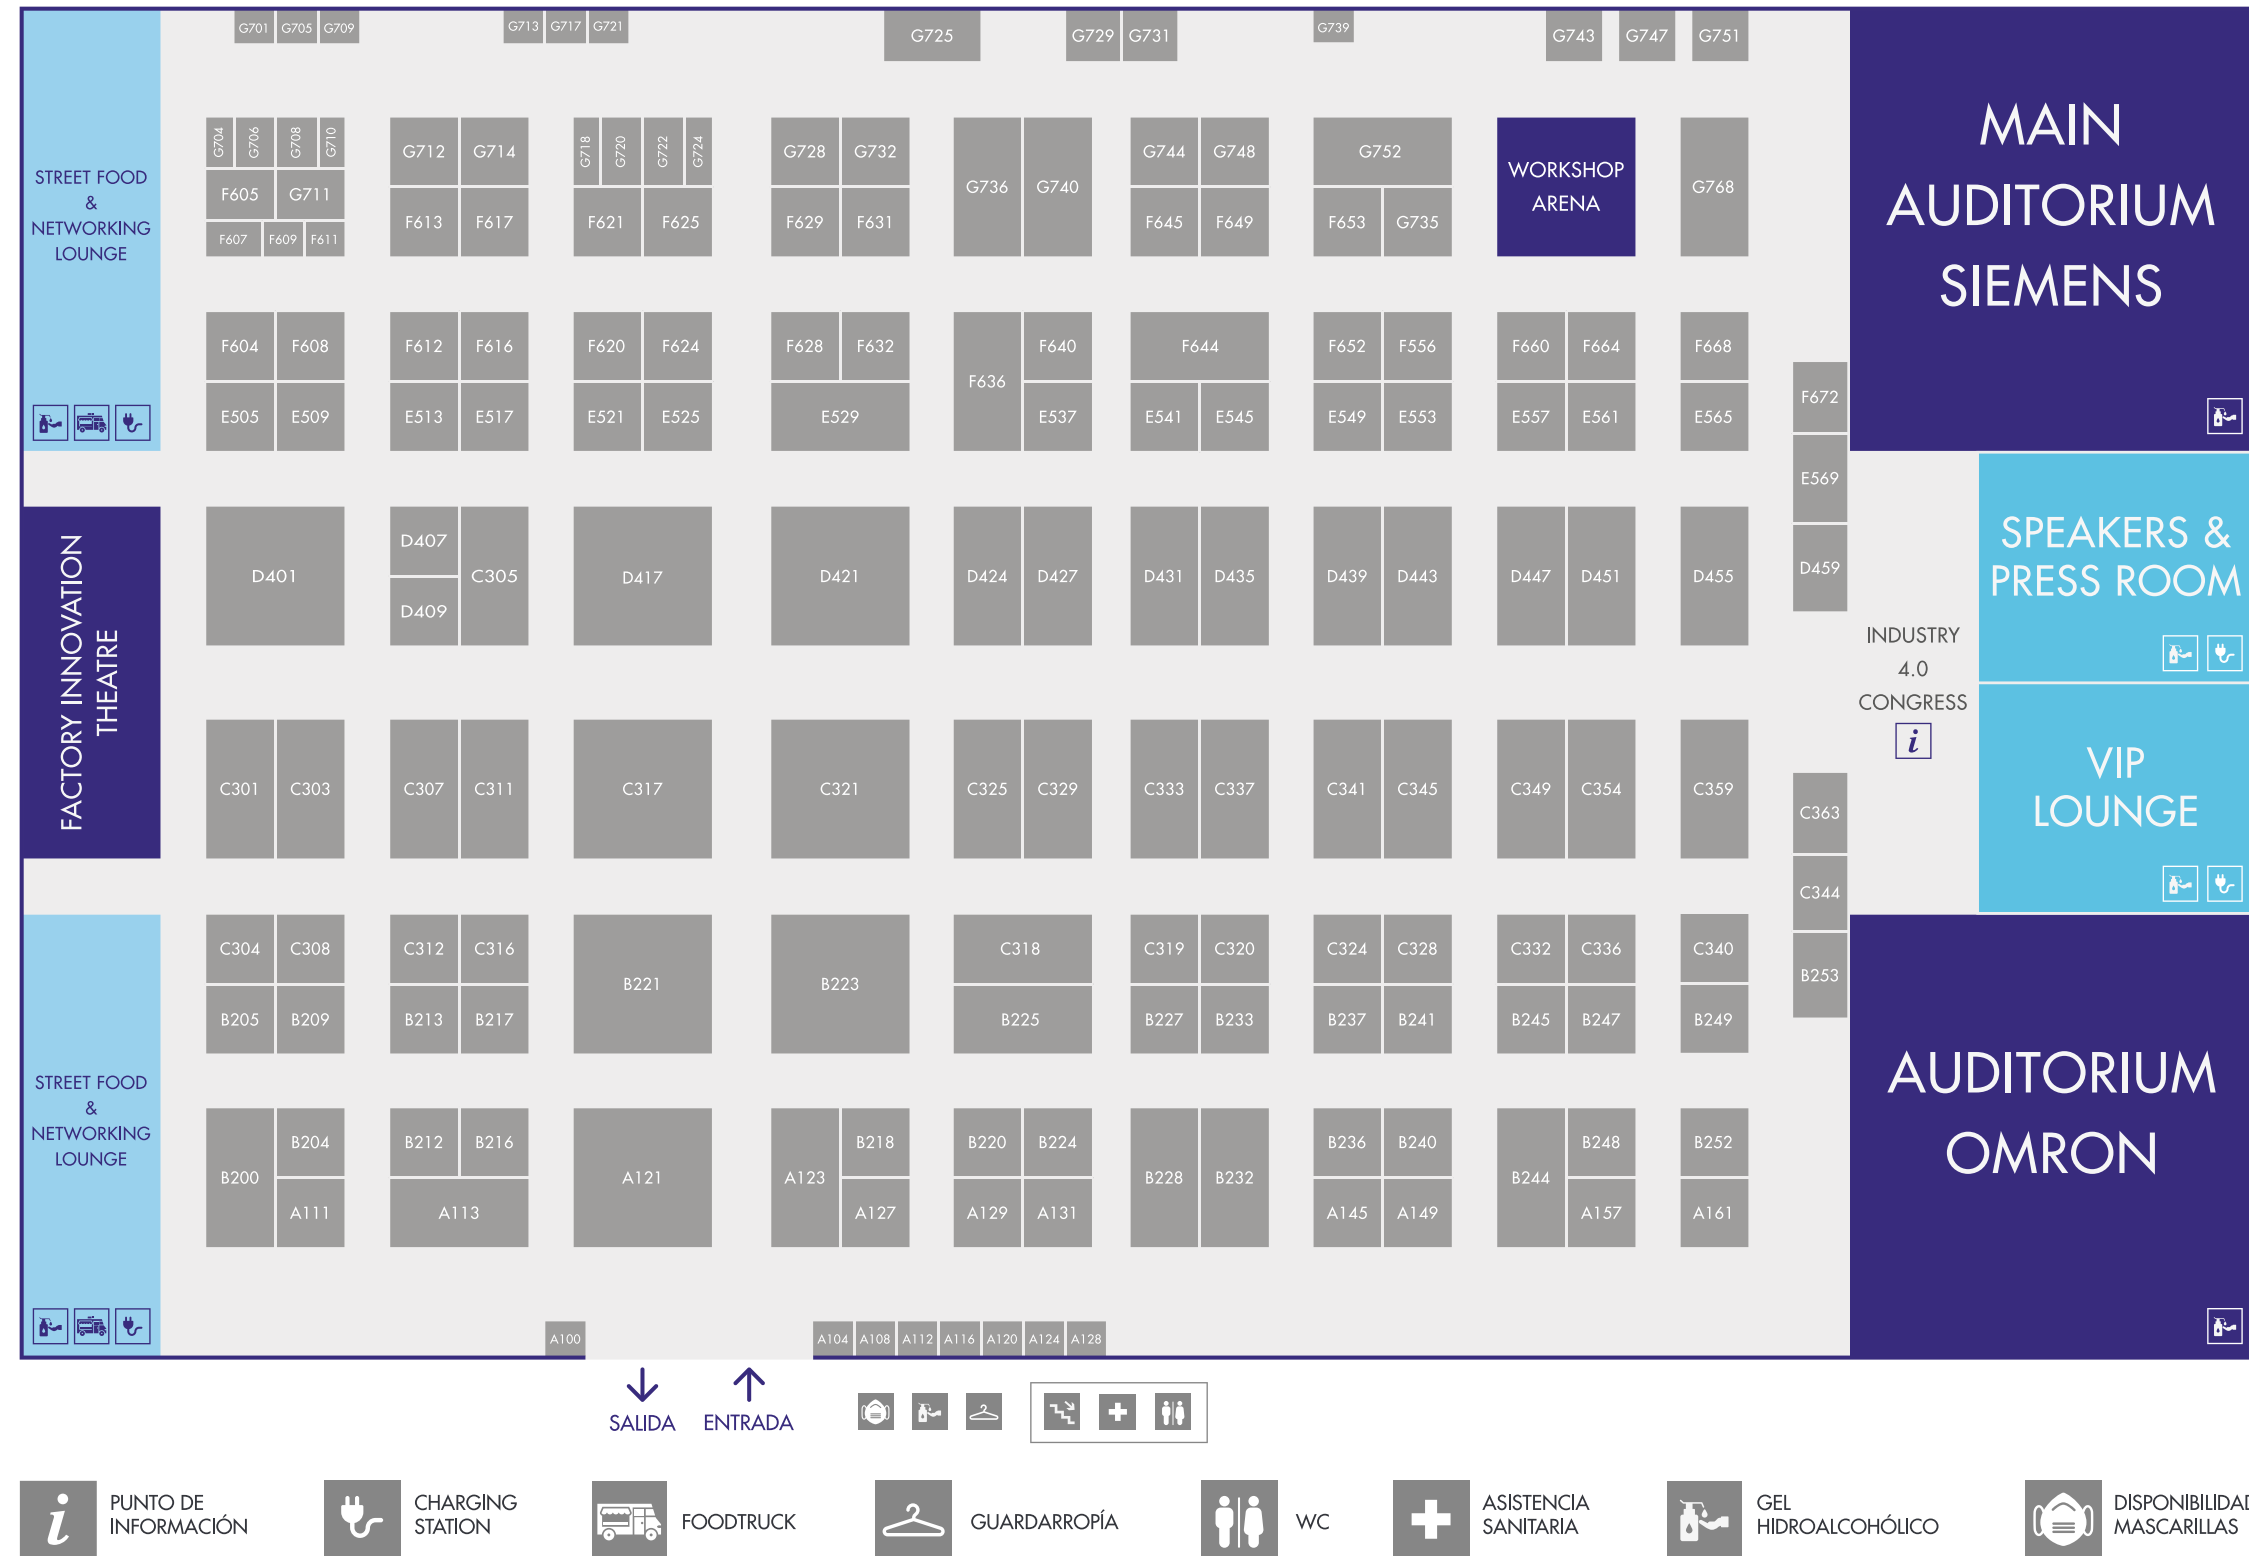 G701 G705 G709 G713 G717 G721 G725 G729 G731 G739 G743 G747 G751
MAIN
AUDITORIUM
SIEMENS
STREET FOOD
&
NETWORKING
LOUNGE
G704 G706 G708 G710 G712 G714 G718 G720 G722 G724 G728 G732 G736 G740 G744 G748 G752 G768
WORKSHOP
ARENA
F605 G711 F613 F617 F621 F625 F629 F631 F645 F649 F653 G735
F607 F609 F611
F604 F608 F612 F616 F620 F624 F628 F632 F636 F640 F644 F652 F556 F660 F664 F668
E505 E509 E513 E517 E521 E525 E529 E537 E541 E545 E549 E553 E557 E561 E565
F672
E569
D459
FACTORY INNOVATION
THEATRE
D401 D407 D409 C305 D417 D421 D424 D427 D431 D435 D439 D443 D447 D451 D455
SPEAKERS &
PRESS ROOM
INDUSTRY
4.0
CONGRESS
i
VIP
LOUNGE
C301 C303 C307 C311 C317 C321 C325 C329 C333 C337 C341 C345 C349 C354 C359
C363
C344
B253
STREET FOOD
&
NETWORKING
LOUNGE
C304 C308 C312 C316 B221 B223 C318 C319 C320 C324 C328 C332 C336 C340
B205 B209 B213 B217 B225 B227 B233 B237 B241 B245 B247 B249
AUDITORIUM
OMRON
B200 B204 B212 B216 A121 A123 B218 B220 B224 B228 B232 B236 B240 B244 B248 B252
A111 A113 A127 A129 A131 A145 A149 A157 A161
A100 A104 A108 A112 A116 A120 A124 A128
SALIDA ENTRADA
i
PUNTO DE
INFORMACIÓN
CHARGING
STATION
FOODTRUCK
GUARDARROPÍA
WC
ASISTENCIA
SANITARIA
GEL
HIDROALCOHÓLICO
DISPONIBILIDAD
MASCARILLAS